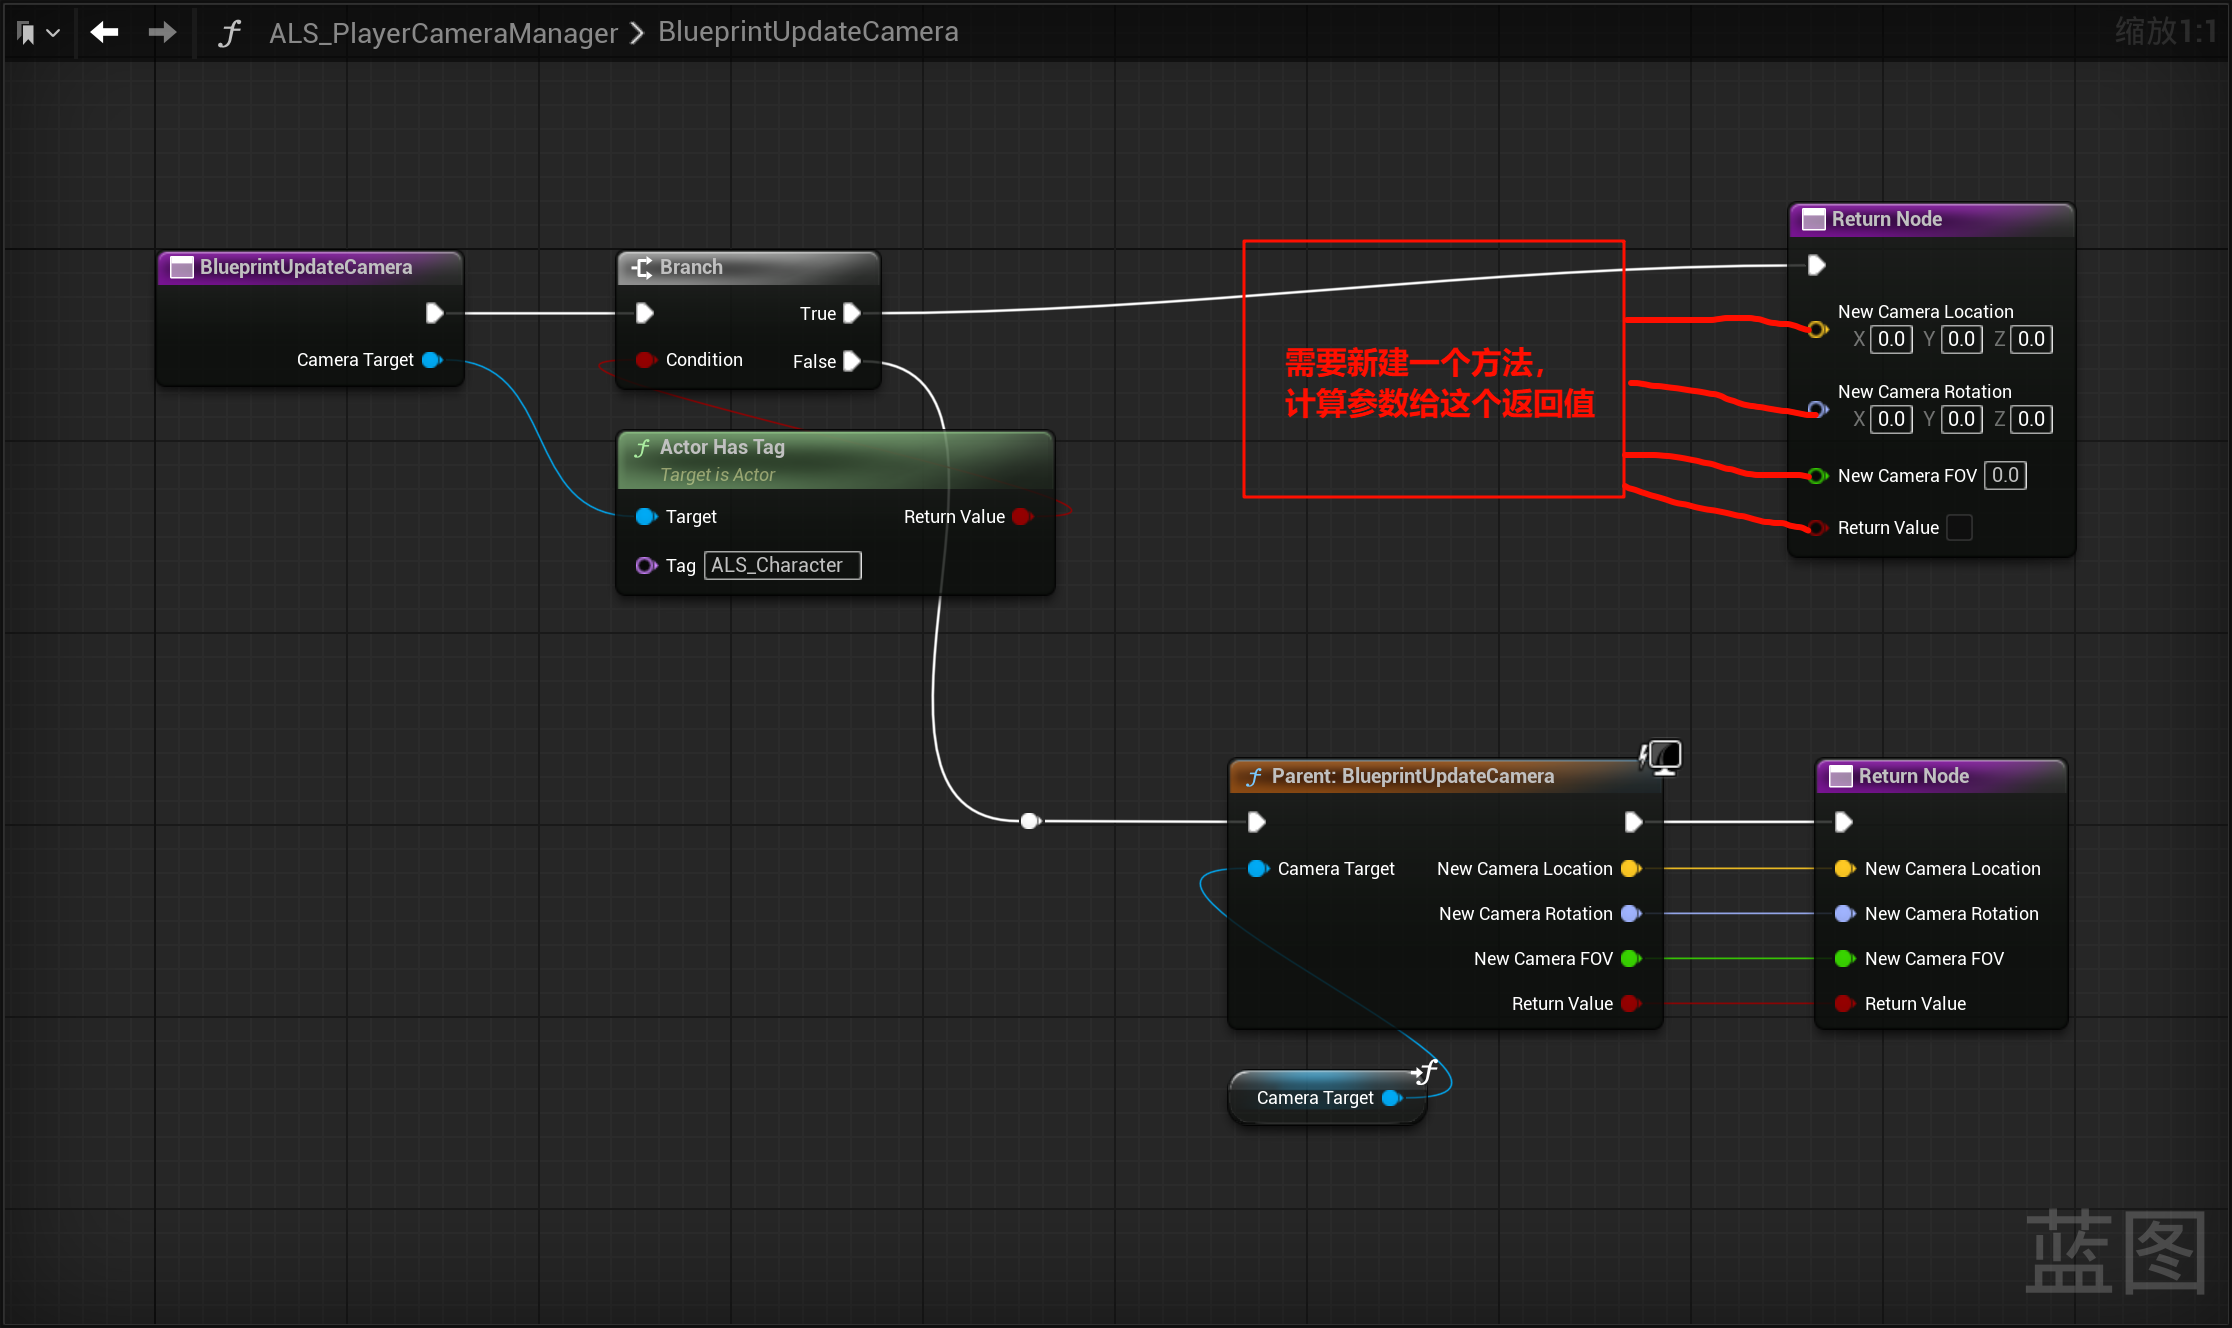 ALS_PlayerCameraManager > BlueprintUpdateCamera
缩放1:1
BlueprintUpdateCamera
Camera Target
Branch
True
Condition
False
Actor Has Tag
Target is Actor
Target
Return Value
Tag ALS_Character
需要新建一个方法，
计算参数给这个返回值
Return Node
New Camera Location
X 0.0 Y 0.0 Z 0.0
New Camera Rotation
X 0.0 Y 0.0 Z 0.0
New Camera FOV 0.0
Return Value
Parent: BlueprintUpdateCamera
Camera Target
New Camera Location
New Camera Rotation
New Camera FOV
Return Value
Return Node
New Camera Location
New Camera Rotation
New Camera FOV
Return Value
Camera Target
蓝图